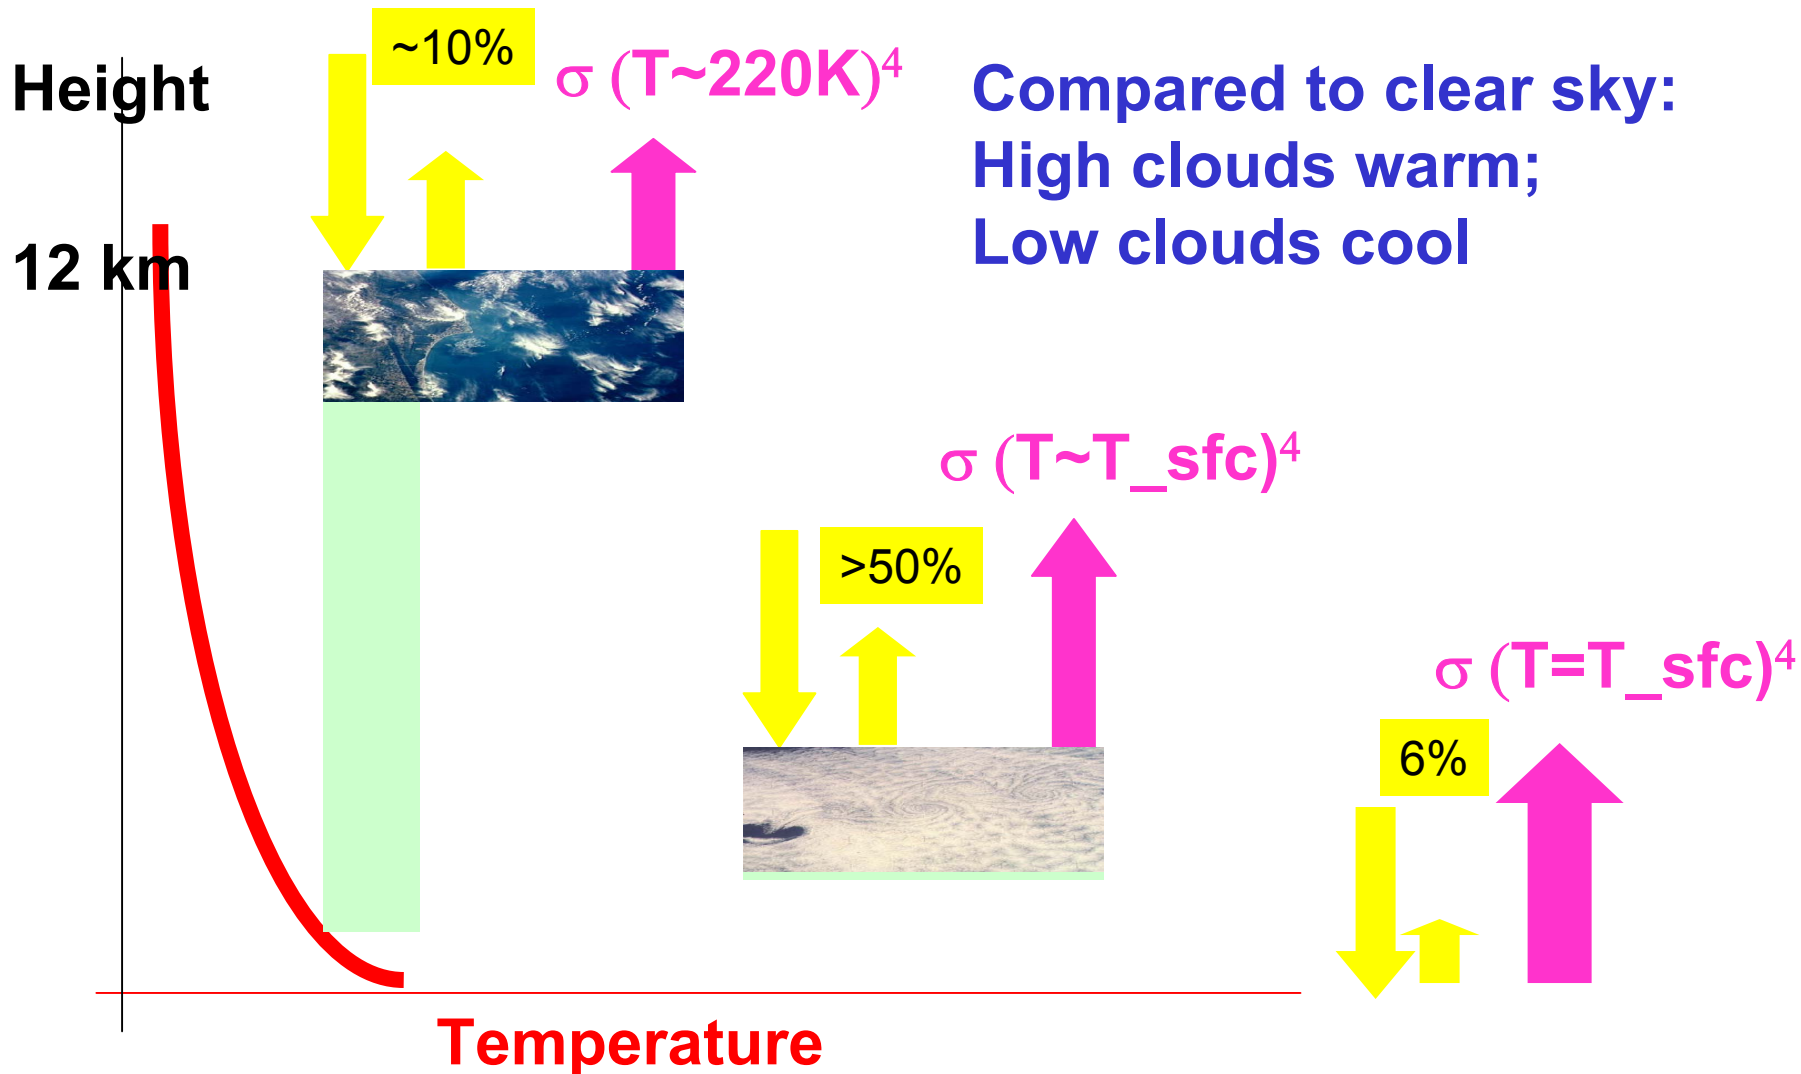 Height
~10%
σ (T~220K)⁴
Compared to clear sky:
High clouds warm;
Low clouds cool
12 km
σ (T~T_sfc)⁴
>50%
σ (T=T_sfc)⁴
6%
Temperature